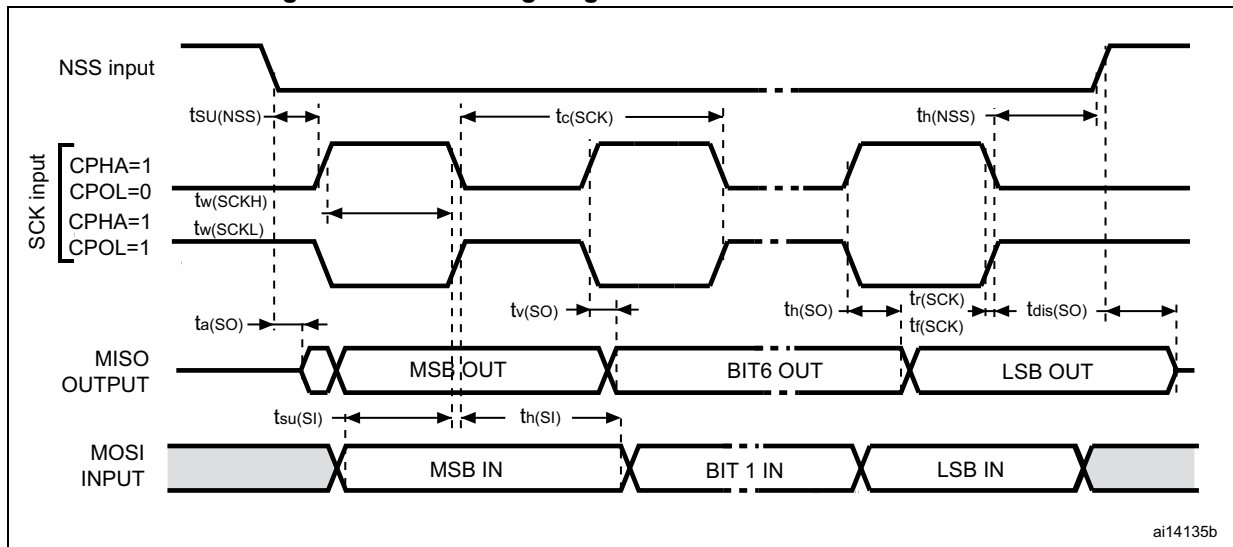 NSS input
tSU(NSS)
tc(SCK)
th(NSS)
SCK input
CPHA=1
CPOL=0
tw(SCKH)
CPHA=1
tw(SCKL)
CPOL=1
ta(SO)
tv(SO)
th(SO)
tr(SCK)
tf(SCK)
tdis(SO)
MISO
OUTPUT
MSB OUT
BIT6 OUT
LSB OUT
tsu(SI)
th(SI)
MOSI
INPUT
MSB IN
BIT 1 IN
LSB IN
ai14135b